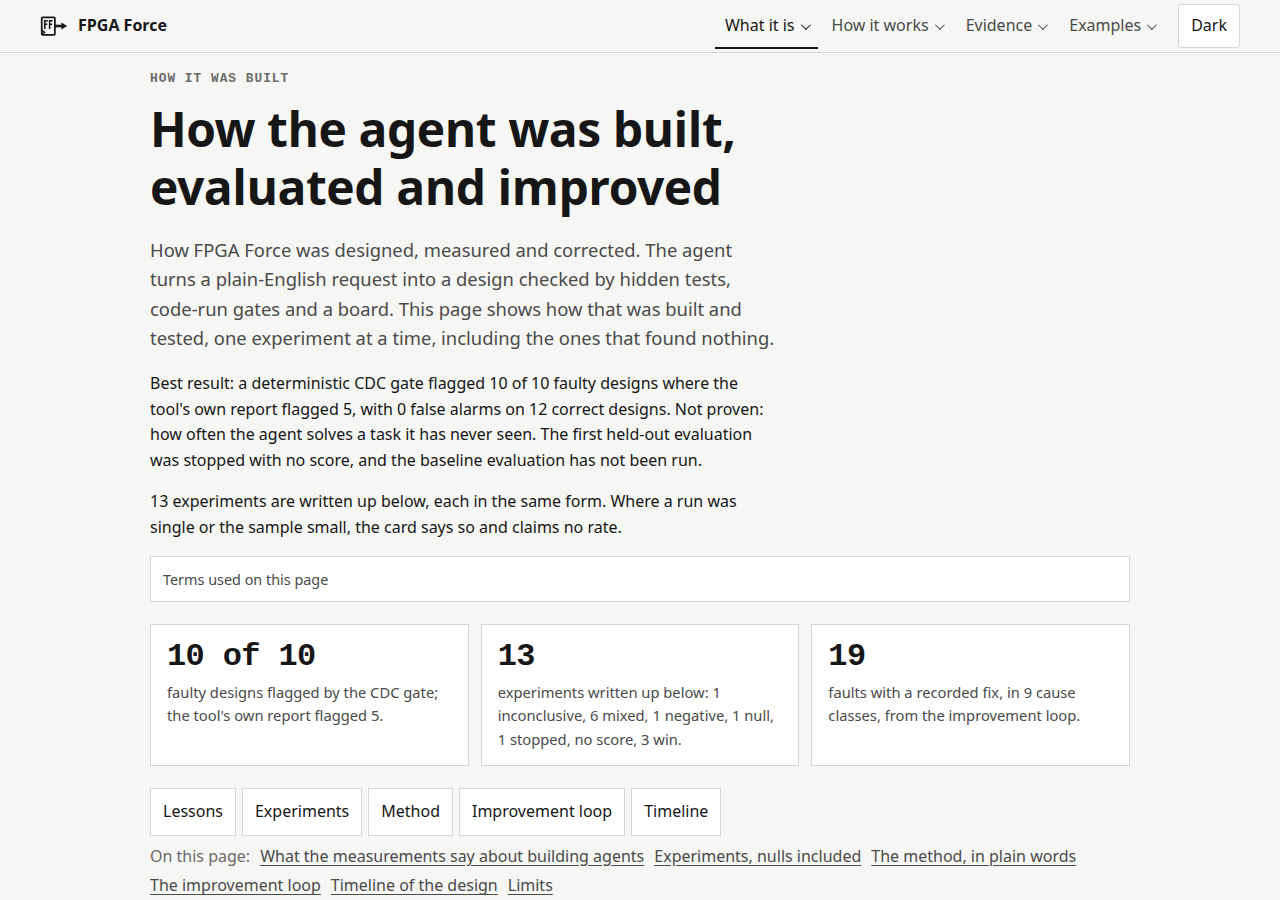 FF FPGA Force
What it is How it works Evidence Examples Dark
HOW IT WAS BUILT
How the agent was built,
evaluated and improved
How FPGA Force was designed, measured and corrected. The agent
turns a plain-English request into a design checked by hidden tests,
code-run gates and a board. This page shows how that was built and
tested, one experiment at a time, including the ones that found nothing.
Best result: a deterministic CDC gate flagged 10 of 10 faulty designs where the
tool's own report flagged 5, with 0 false alarms on 12 correct designs. Not proven:
how often the agent solves a task it has never seen. The first held-out evaluation
was stopped with no score, and the baseline evaluation has not been run.
13 experiments are written up below, each in the same form. Where a run was
single or the sample small, the card says so and claims no rate.
Terms used on this page
10 of 10
faulty designs flagged by the CDC gate;
the tool's own report flagged 5.
13
experiments written up below: 1
inconclusive, 6 mixed, 1 negative, 1 null,
1 stopped, no score, 3 win.
19
faults with a recorded fix, in 9 cause
classes, from the improvement loop.
Lessons Experiments Method Improvement loop Timeline
On this page: What the measurements say about building agents Experiments, nulls included The method, in plain words
The improvement loop Timeline of the design Limits